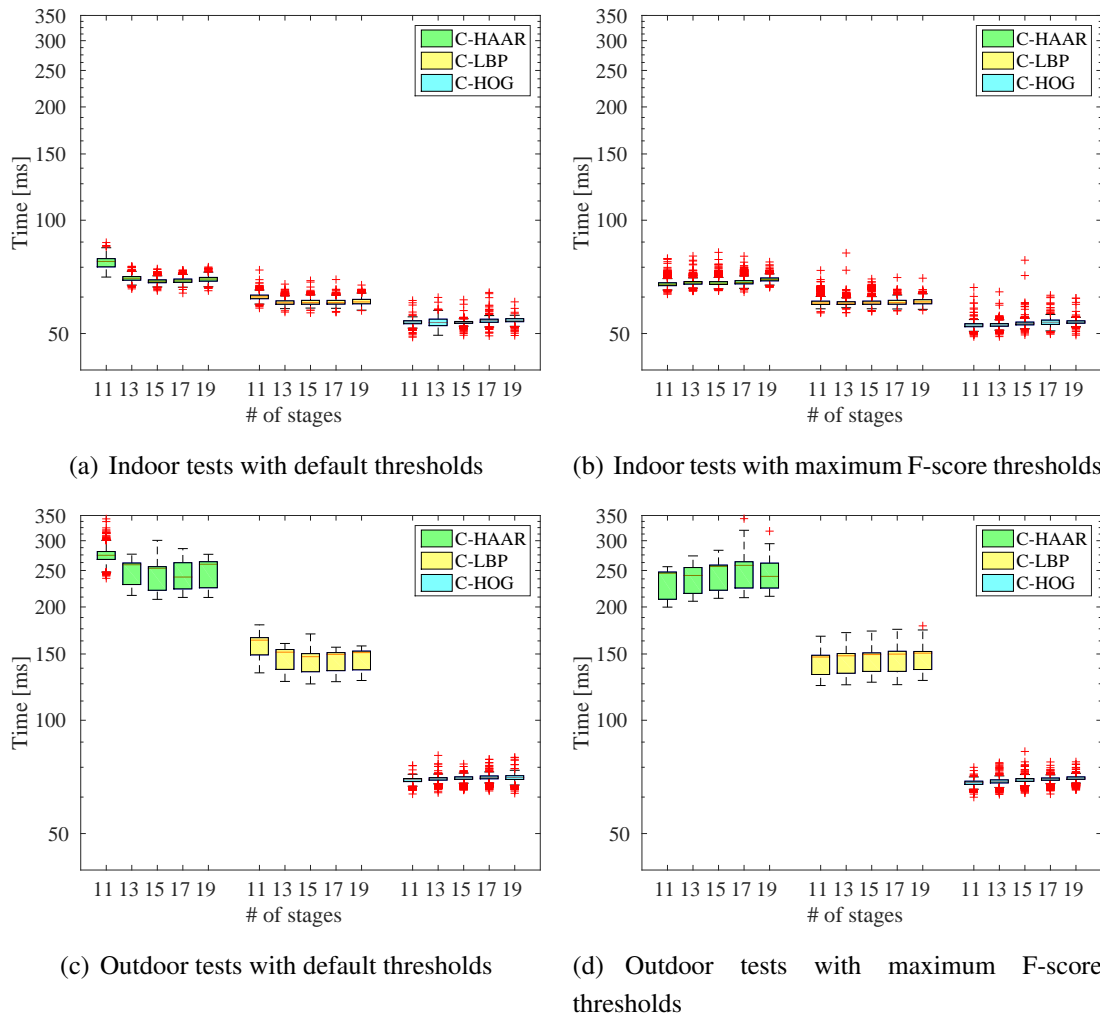 350
300
250
200
150
100
50
Time [ms]
C-HAAR
C-LBP
C-HOG
11 13 15 17 19 11 13 15 17 19 11 13 15 17 19
# of stages
(a) Indoor tests with default thresholds
350
300
250
200
150
100
50
Time [ms]
C-HAAR
C-LBP
C-HOG
11 13 15 17 19 11 13 15 17 19 11 13 15 17 19
# of stages
(b) Indoor tests with maximum F-score thresholds
350
300
250
200
150
100
50
Time [ms]
C-HAAR
C-LBP
C-HOG
11 13 15 17 19 11 13 15 17 19 11 13 15 17 19
# of stages
(c) Outdoor tests with default thresholds
350
300
250
200
150
100
50
Time [ms]
C-HAAR
C-LBP
C-HOG
11 13 15 17 19 11 13 15 17 19 11 13 15 17 19
# of stages
(d) Outdoor tests with maximum F-score
thresholds